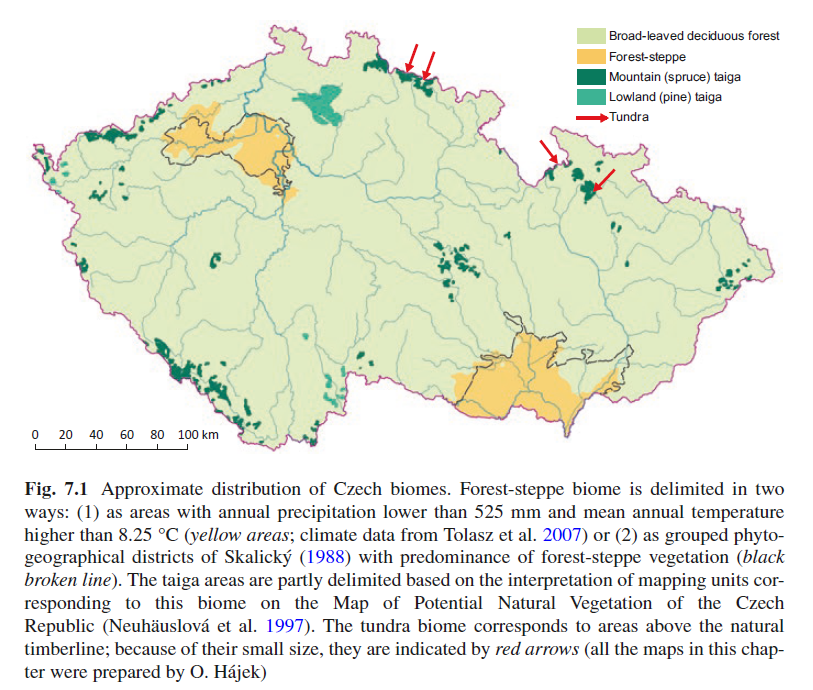 Broad-leaved deciduous forest
Forest-steppe
Mountain (spruce) taiga
Lowland (pine) taiga
Tundra
0 20 40 60 80 100 km
Fig. 7.1 Approximate distribution of Czech biomes. Forest-steppe biome is delimited in two
ways: (1) as areas with annual precipitation lower than 525 mm and mean annual temperature
higher than 8.25 °C (yellow areas; climate data from Tolasz et al. 2007) or (2) as grouped phyto-
geographical districts of Skalický (1988) with predominance of forest-steppe vegetation (black
broken line). The taiga areas are partly delimited based on the interpretation of mapping units cor-
responding to this biome on the Map of Potential Natural Vegetation of the Czech
Republic (Neuhäuslová et al. 1997). The tundra biome corresponds to areas above the natural
timberline; because of their small size, they are indicated by red arrows (all the maps in this chap-
ter were prepared by O. Hájek)